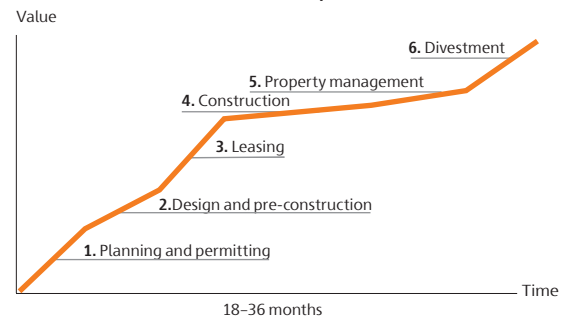 Value
6. Divestment
5. Property management
4. Construction
3. Leasing
2.Design and pre-construction
1. Planning and permitting
Time
18–36 months